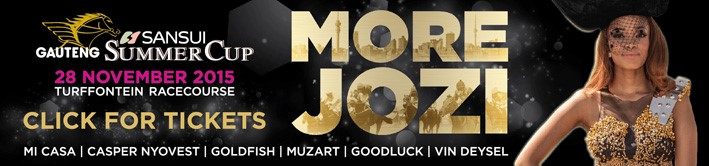 GAUTENG SANSUI
SUMMER CUP
28 NOVEMBER 2015
TURFFONTEIN RACECOURSE
CLICK FOR TICKETS
MORE
JOZI
MI CASA | CASPER NYOVEST | GOLDFISH | MUZART | GOODLUCK | VIN DEYSEL